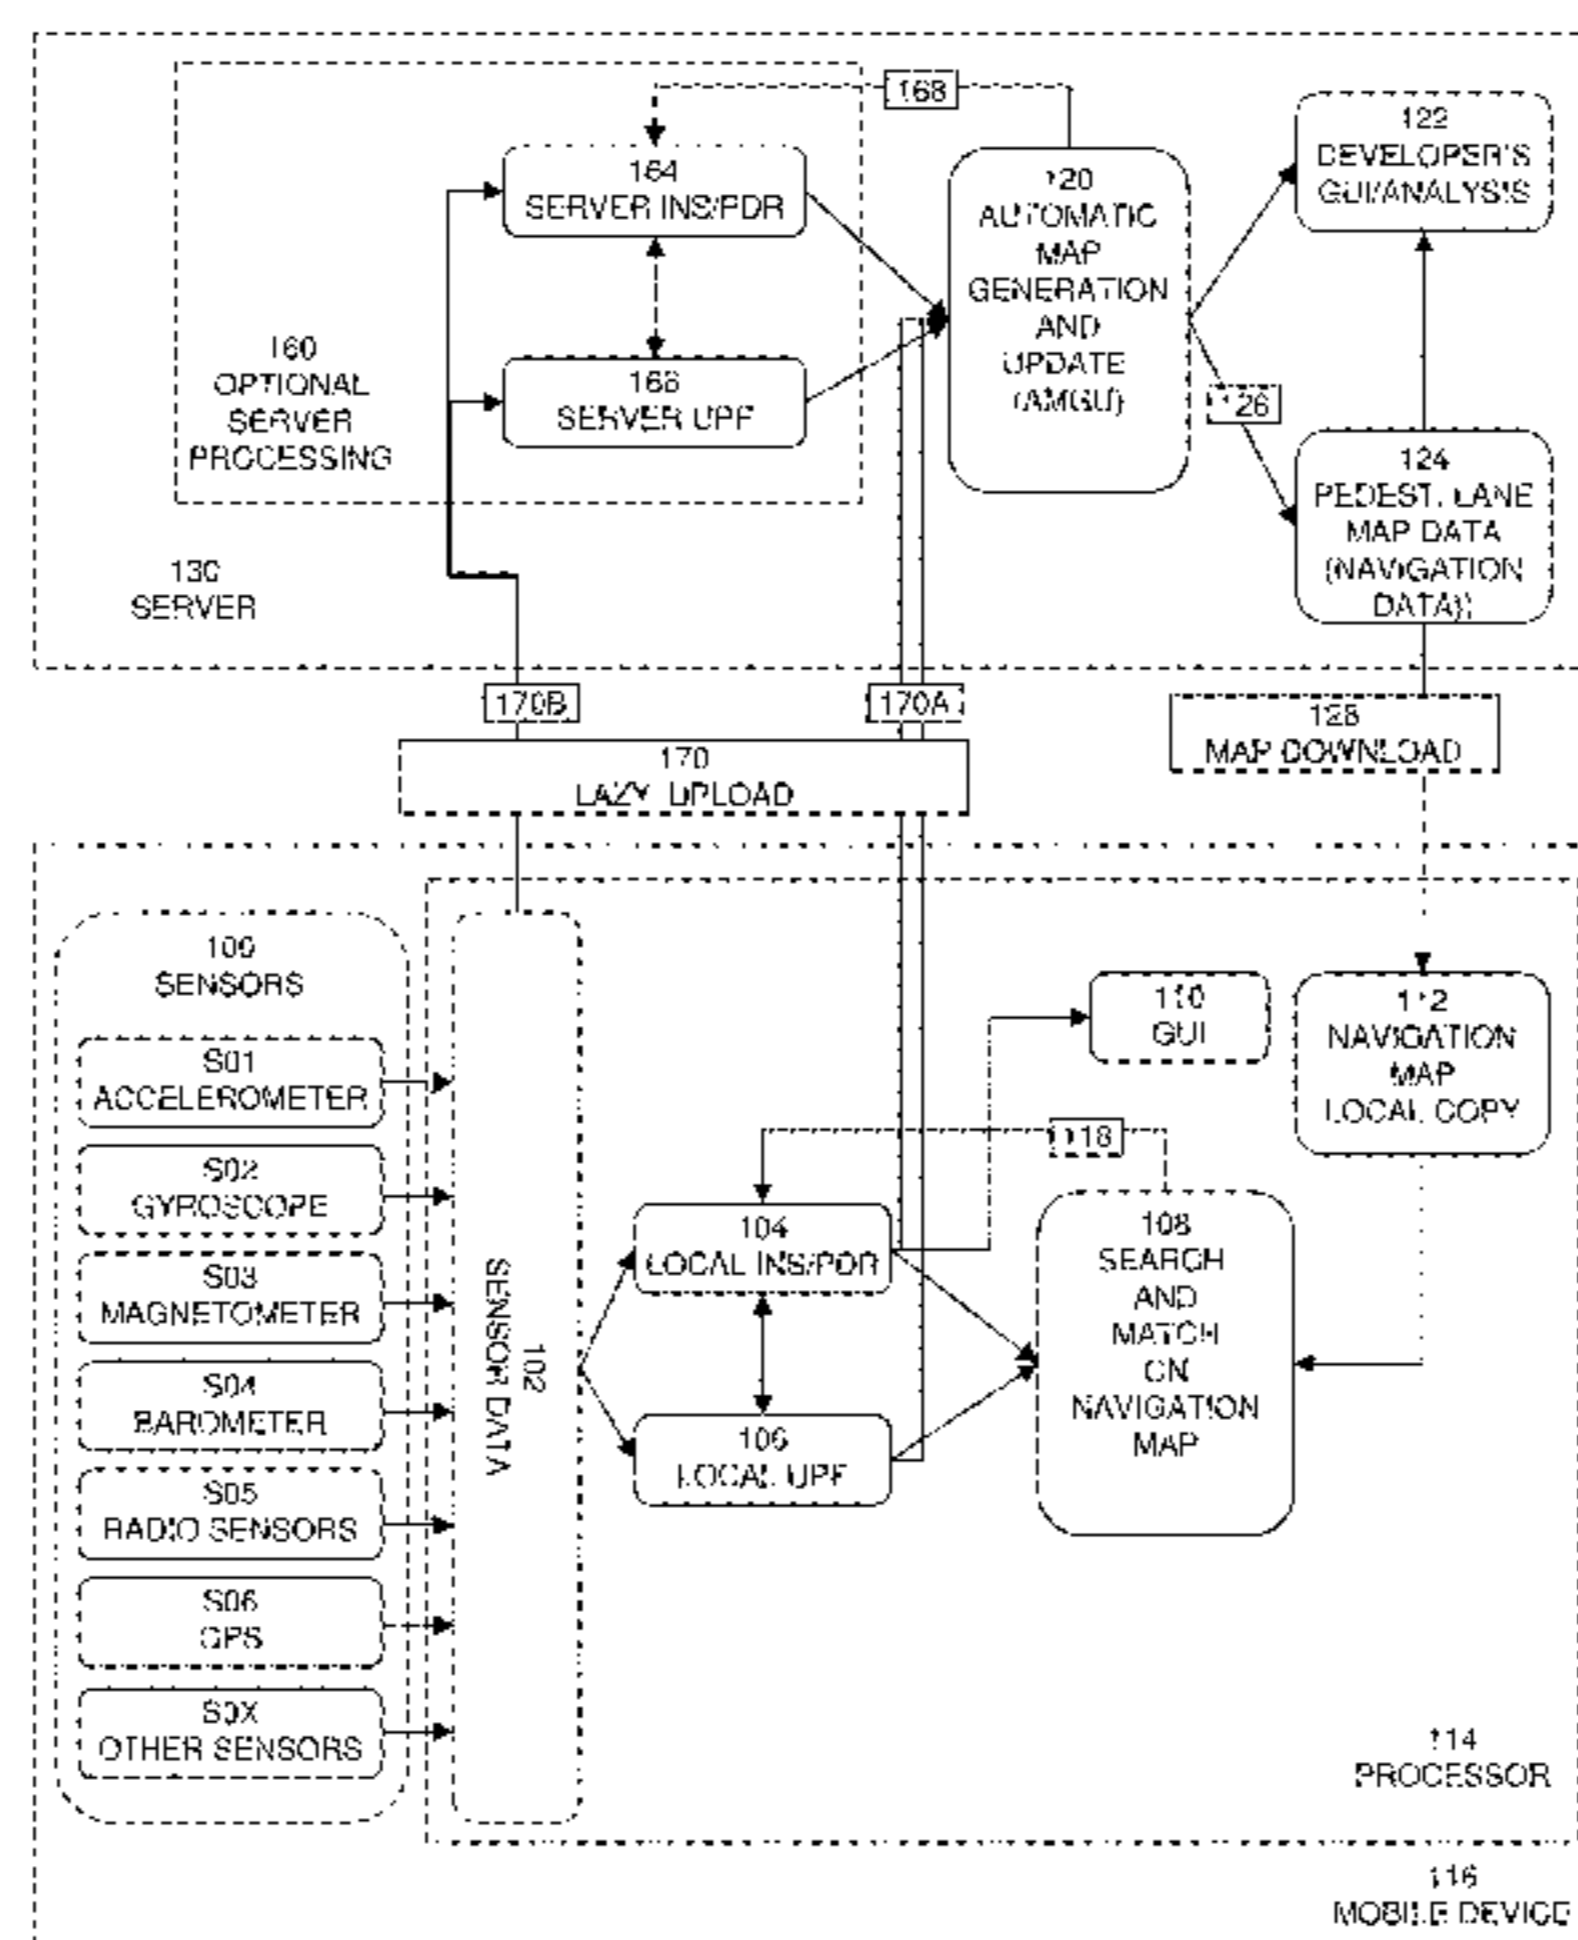 168
164
SERVER INS/PDR
120
AUTOMATIC
MAP
GENERATION
AND
UPDATE
(AMGU)
122
DEVELOPER'S
GUI/ANALYSIS
160
OPTIONAL
SERVER
PROCESSING
166
SERVER UPF
126
124
PEDEST. LANE
MAP DATA
(NAVIGATION
DATA))
130
SERVER
170B
170A
170
LAZY UPLOAD
128
MAP DOWNLOAD
100
SENSORS
S01
ACCELEROMETER
S02
GYROSCOPE
S03
MAGNETOMETER
S04
BAROMETER
S05
RADIO SENSORS
S06
GPS
S0X
OTHER SENSORS
102
SENSOR DATA
104
LOCAL INS/PDR
106
LOCAL UPF
118
110
GUI
112
NAVIGATION
MAP
LOCAL COPY
108
SEARCH
AND
MATCH
ON
NAVIGATION
MAP
114
PROCESSOR
116
MOBILE DEVICE